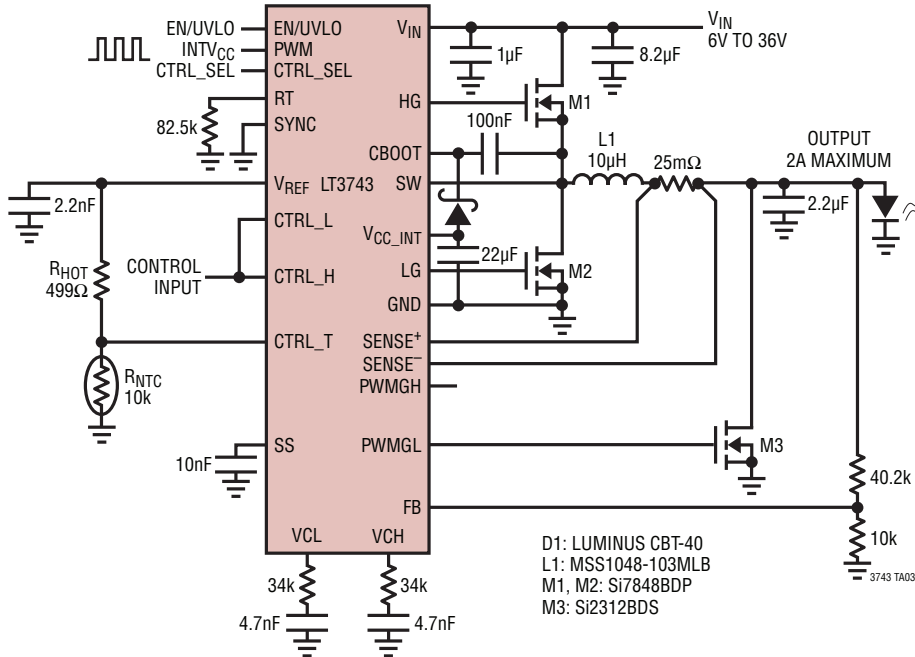 EN/UVLO
INTVCC
CTRL_SEL
82.5k
2.2nF
RHOT
499Ω
CONTROL
INPUT
RNTC
10k
10nF
EN/UVLO
PWM
CTRL_SEL
RT
SYNC
VREF
LT3743
CTRL_L
CTRL_H
CTRL_T
SS
VCL
VCH
VIN
HG
CBOOT
SW
VCC_INT
LG
GND
SENSE+
SENSE–
PWMGH
PWMGL
FB
34k
4.7nF
34k
4.7nF
1µF
8.2µF
VIN
6V TO 36V
M1
100nF
L1
10µH
25mΩ
OUTPUT
2A MAXIMUM
2.2µF
22µF
M2
M3
40.2k
10k
D1: LUMINUS CBT-40
L1: MSS1048-103MLB
M1, M2: Si7848BDP
M3: Si2312BDS
3743 TA03